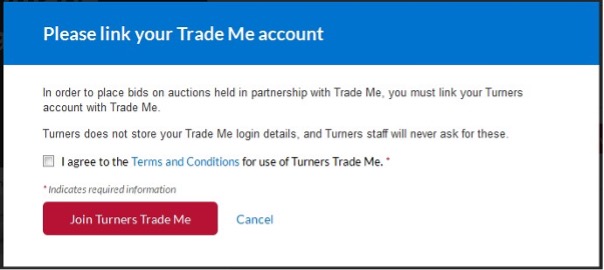 Please link your Trade Me account
In order to place bids on auctions held in partnership with Trade Me, you must link your Turners
account with Trade Me.
Turners does not store your Trade Me login details, and Turners staff will never ask for these.
I agree to the Terms and Conditions for use of Turners Trade Me. *
* Indicates required information
Join Turners Trade Me Cancel